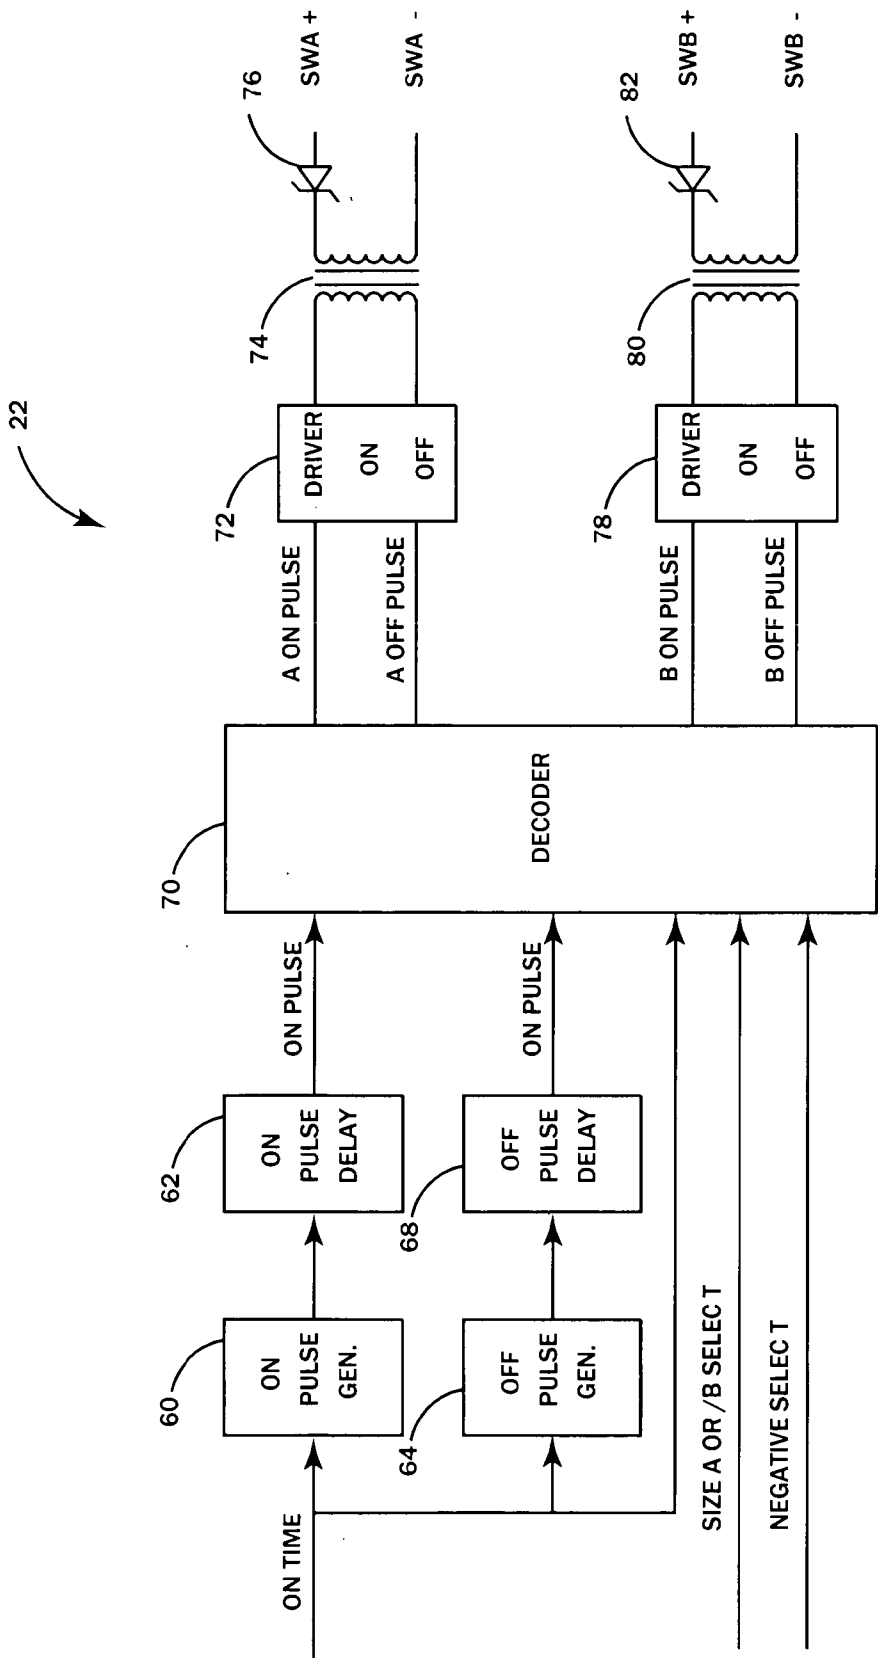 22
ON TIME
60
ON
PULSE
GEN.
62
ON
PULSE
DELAY
ON PULSE
64
OFF
PULSE
GEN.
68
OFF
PULSE
DELAY
ON PULSE
SIZE A OR /B SELECT
NEGATIVE SELECT
70
DECODER
A ON PULSE
A OFF PULSE
72
DRIVER
ON
OFF
74
76
SWA +
SWA -
B ON PULSE
B OFF PULSE
78
DRIVER
ON
OFF
80
82
SWB +
SWB -